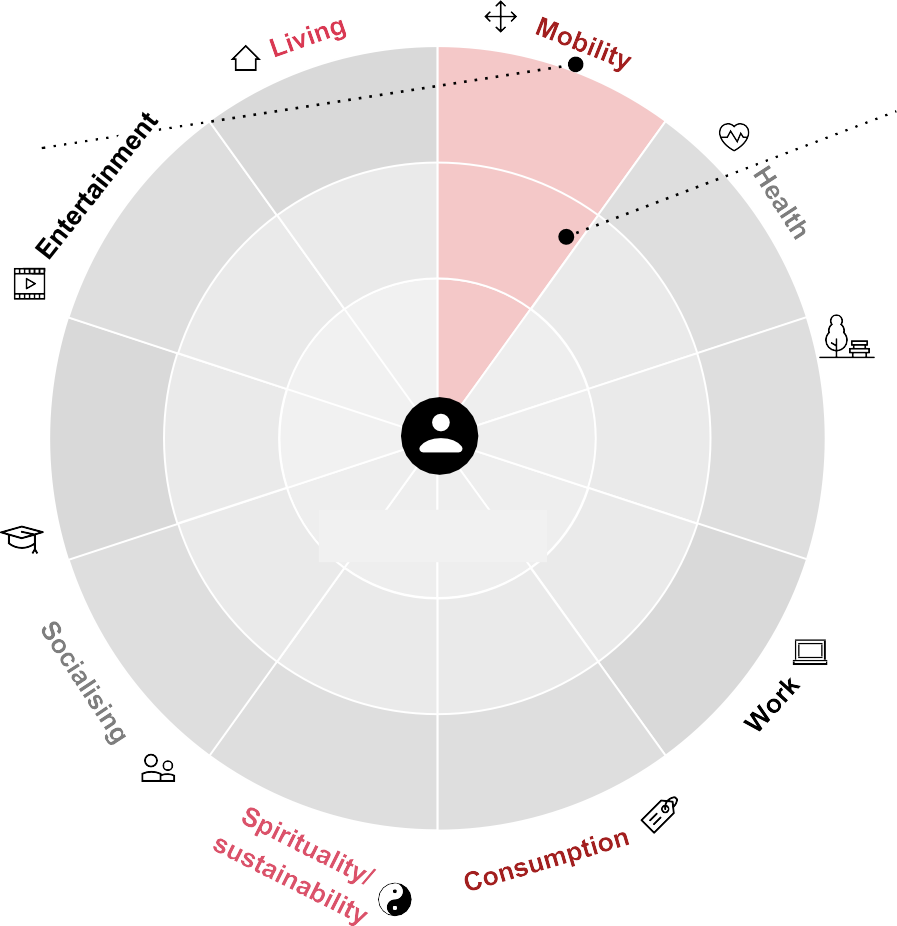 Living
Mobility
Entertainment
Health
Socialising
Work
Spirituality/
sustainability
Consumption